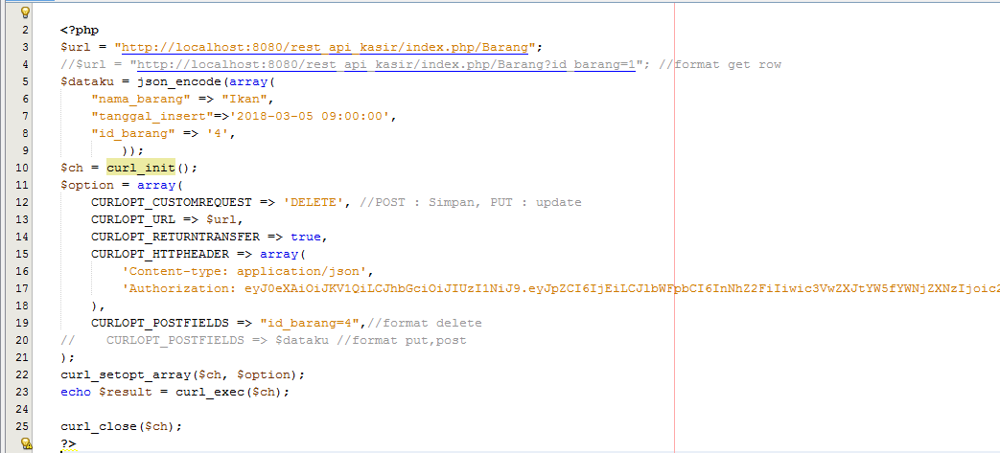 2 <?php
3 $url = "http://localhost:8080/rest_api_kasir/index.php/Barang";
4 //$url = "http://localhost:8080/rest_api_kasir/index.php/Barang?id_barang=1"; //format get row
5 $dataku = json_encode(array(
6 "nama_barang" => "Ikan",
7 "tanggal_insert"=>'2018-03-05 09:00:00',
8 "id_barang" => '4',
9 ));
10 $ch = curl_init();
11 $option = array(
12 CURLOPT_CUSTOMREQUEST => 'DELETE', //POST : Simpan, PUT : update
13 CURLOPT_URL => $url,
14 CURLOPT_RETURNTRANSFER => true,
15 CURLOPT_HTTPHEADER => array(
16 'Content-type: application/json',
17 'Authorization:
18 ),
19 CURLOPT_POSTFIELDS => "id_barang=4",//format delete
20 // CURLOPT_POSTFIELDS => $dataku //format put,post
21 );
22 curl_setopt_array($ch, $option);
23 echo $result = curl_exec($ch);
24
25 curl_close($ch);
?>